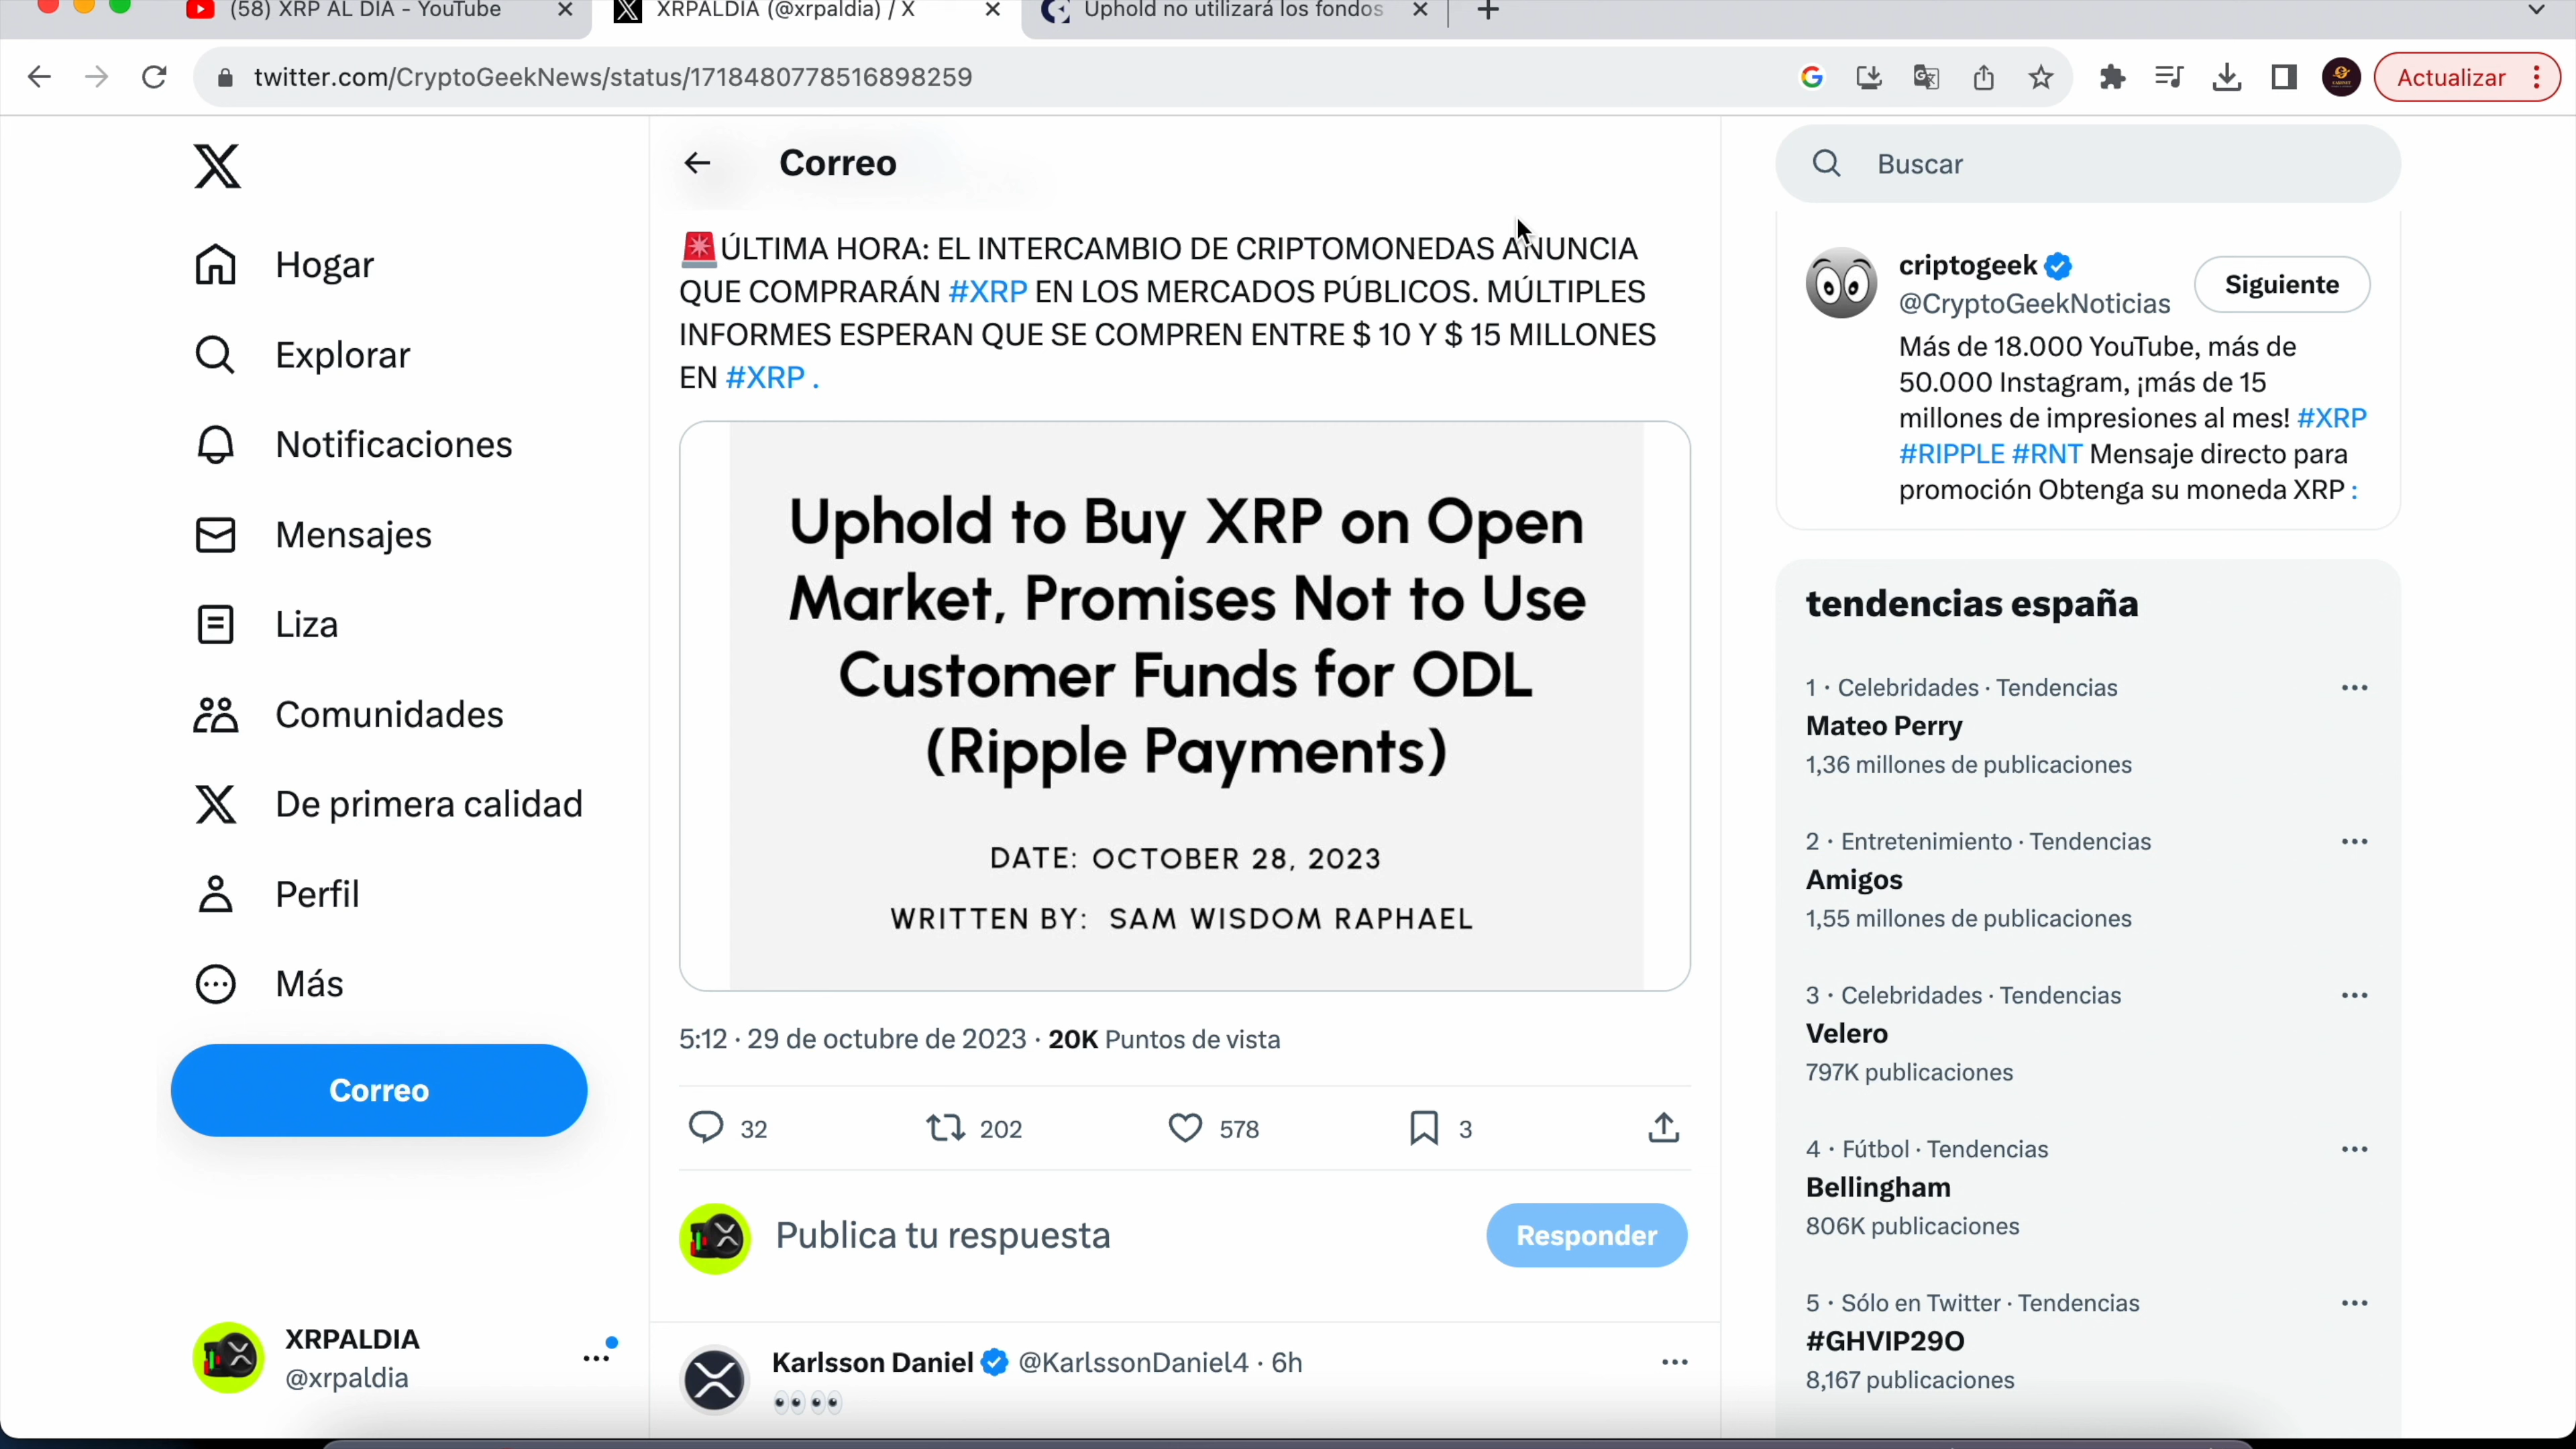 (58) XRP AL DIA - YouTube
XRPALDIA (@xrpaldia) / X
Uphold no utilizará los fondos
twitter.com/CryptoGeekNews/status/1718480778516898259
Actualizar
Hogar
Explorar
Notificaciones
Mensajes
Liza
Comunidades
De primera calidad
Perfil
Más
Correo
XRPALDIA
@xrpaldia
Correo
ÚLTIMA HORA: EL INTERCAMBIO DE CRIPTOMONEDAS ANUNCIA
QUE COMPRARÁN #XRP EN LOS MERCADOS PÚBLICOS. MÚLTIPLES
INFORMES ESPERAN QUE SE COMPREN ENTRE $ 10 Y $ 15 MILLONES
EN #XRP .
Uphold to Buy XRP on Open
Market, Promises Not to Use
Customer Funds for ODL
(Ripple Payments)
DATE: OCTOBER 28, 2023
WRITTEN BY: SAM WISDOM RAPHAEL
5:12 · 29 de octubre de 2023 · 20K Puntos de vista
32 202 578 3
Publica tu respuesta
Responder
Karlsson Daniel @KarlssonDaniel4 · 6h
Buscar
criptogeek
@CryptoGeekNoticias
Siguiente
Más de 18.000 YouTube, más de
50.000 Instagram, ¡más de 15
millones de impresiones al mes! #XRP
#RIPPLE #RNT Mensaje directo para
promoción Obtenga su moneda XRP :
tendencias españa
1 · Celebridades · Tendencias
Mateo Perry
1,36 millones de publicaciones
2 · Entretenimiento · Tendencias
Amigos
1,55 millones de publicaciones
3 · Celebridades · Tendencias
Velero
797K publicaciones
4 · Fútbol · Tendencias
Bellingham
806K publicaciones
5 · Sólo en Twitter · Tendencias
#GHVIP29O
8,167 publicaciones